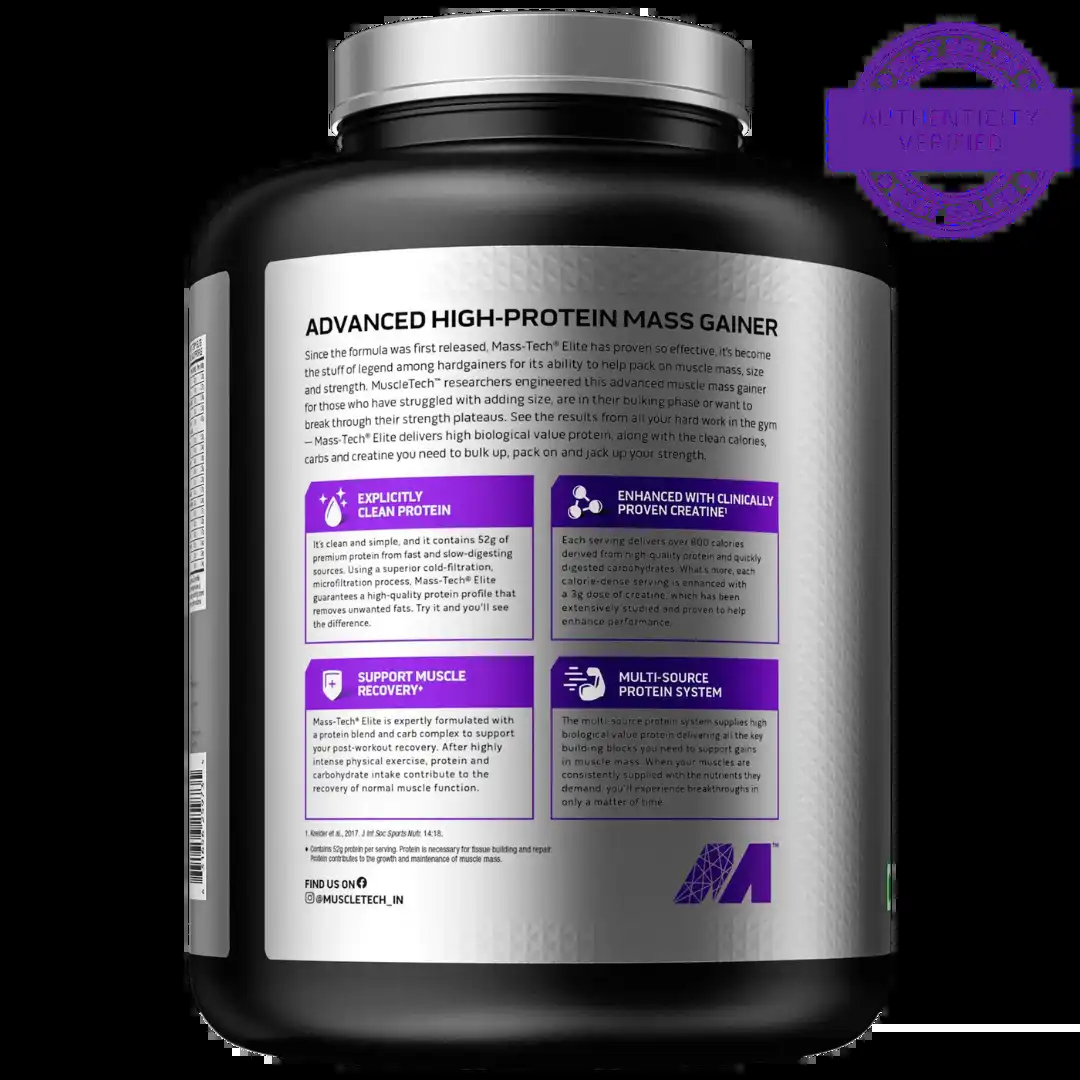 AUTHENTICITY
VERIFIED
ADVANCED HIGH-PROTEIN MASS GAINER
Since the formula was first released, Mass-Tech® Elite has proven so effective, it's become
the stuff of legend among hardgainers for its ability to help pack on muscle mass, size
and strength. MuscleTech™ researchers engineered this advanced muscle mass gainer
for those who have struggled with adding size, are in their bulking phase or want to
break through their strength plateaus. See the results from all your hard work in the gym
— Mass-Tech® Elite delivers high biological value protein, along with the clean calories,
carbs and creatine you need to bulk up, pack on and jack up your strength.
EXPLICITLY
CLEAN PROTEIN
It's clean and simple, and it contains 52g of
premium protein from fast and slow-digesting
sources. Using a superior cold-filtration,
microfiltration process, Mass-Tech® Elite
guarantees a high-quality protein profile that
removes unwanted fats. Try it and you'll see
the difference.
ENHANCED WITH CLINICALLY
PROVEN CREATINE¹
Each serving delivers over 800 calories
derived from high-quality protein and quickly
digested carbohydrates. What's more, each
calorie-dense serving is enhanced with
a 3g dose of creatine, which has been
extensively studied and proven to help
enhance performance.
SUPPORT MUSCLE
RECOVERY♦
Mass-Tech® Elite is expertly formulated with
a protein blend and carb complex to support
your post-workout recovery. After highly
intense physical exercise, protein and
carbohydrate intake contribute to the
recovery of normal muscle function.
MULTI-SOURCE
PROTEIN SYSTEM
The multi-source protein system supplies high
biological value protein delivering all the key
building blocks you need to support gains
in muscle mass. When your muscles are
consistently supplied with the nutrients they
demand, you'll experience breakthroughs in
only a matter of time.
1. Kreider et al., 2017. J Int Soc Sports Nutr. 14:18.
♦ Contains 52g protein per serving. Protein is necessary for tissue building and repair.
Protein contributes to the growth and maintenance of muscle mass.
FIND US ON
@MUSCLETECH_IN
™